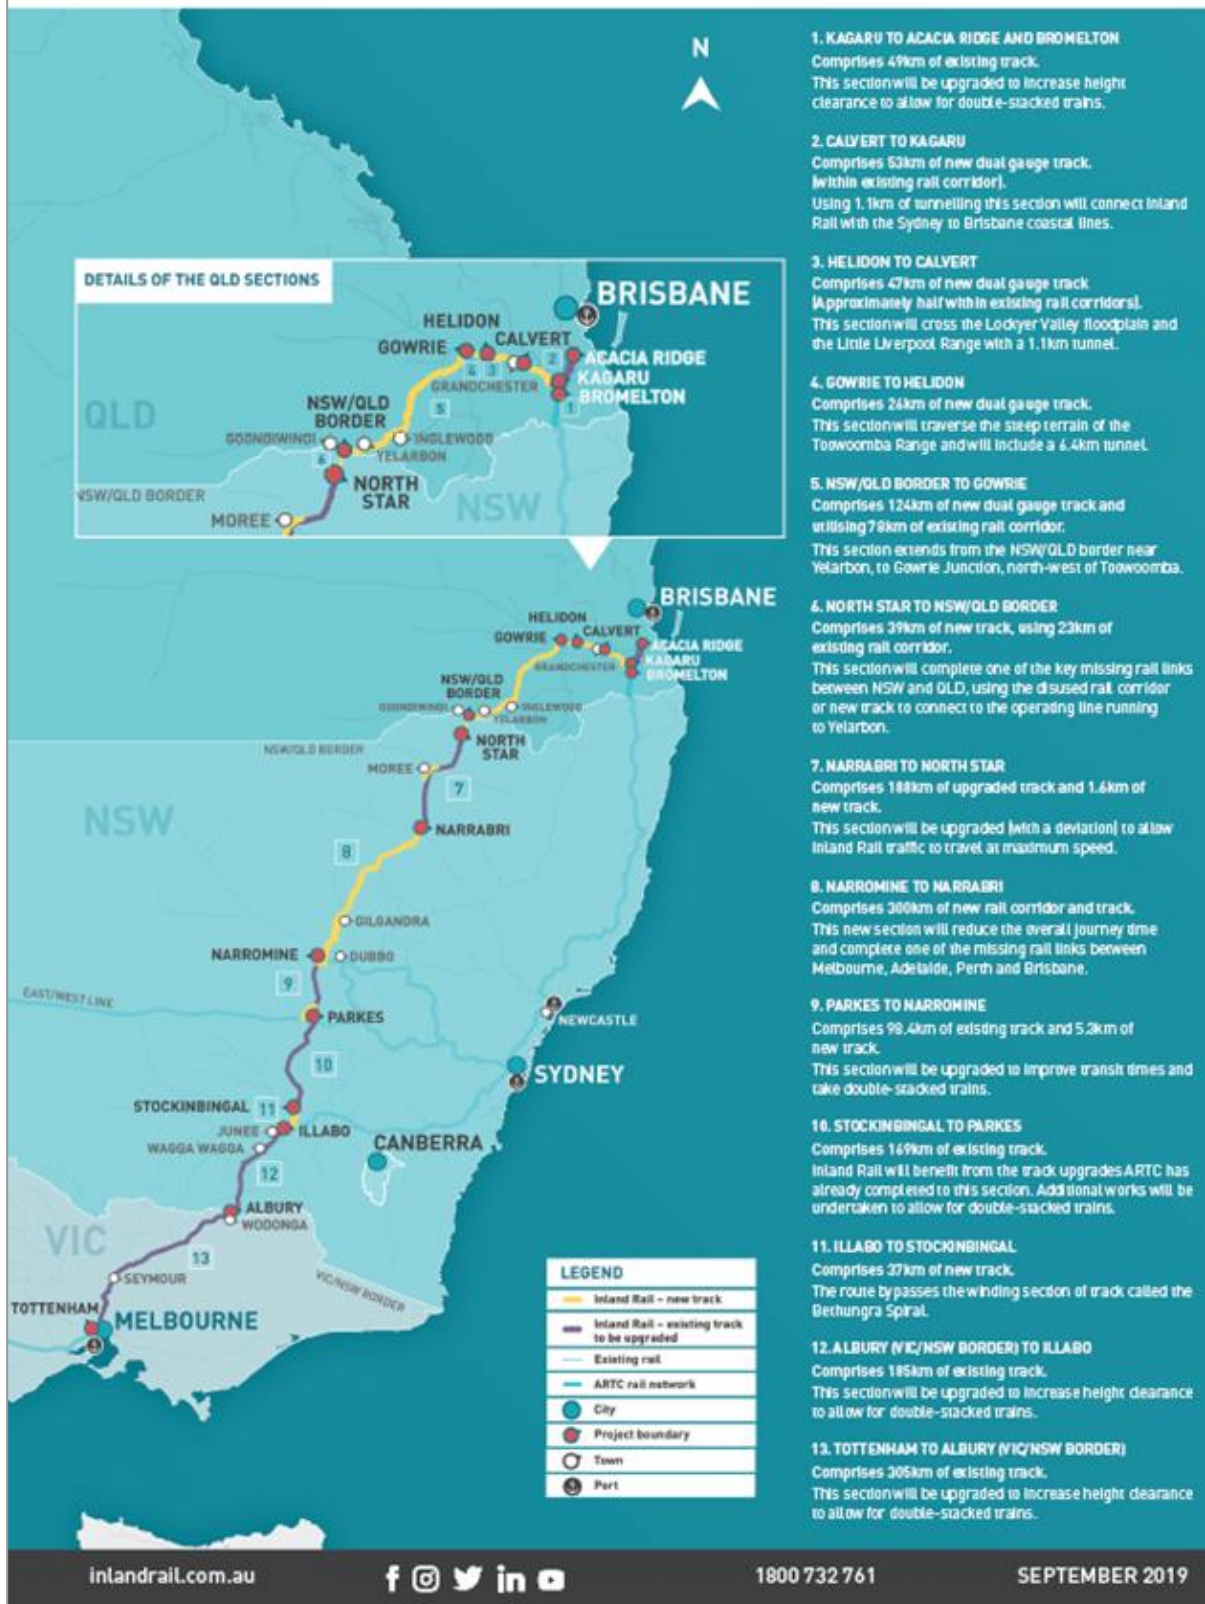 N
DETAILS OF THE QLD SECTIONS
BRISBANE
HELIDON
CALVERT
GOWRIE
ACACIA RIDGE
KAGARU
BROMELTON
GRANDCHESTER
2
4
3
1
5
QLD
NSW/QLD
BORDER
GOONDIWINDI
INGLEWOOD
YELARBON
6
NORTH
STAR
NSW/QLD BORDER
NSW
MOREE
BRISBANE
HELIDON
CALVERT
GOWRIE
ACACIA RIDGE
KAGARU
BROMELTON
GRANDCHESTER
NSW/QLD
BORDER
GOONDIWINDI
INGLEWOOD
YELARBON
NORTH
STAR
NSW/QLD BORDER
MOREE
7
NSW
NARRABRI
8
GILGANDRA
NARROMINE
DUBBO
9
EAST/WEST LINE
PARKES
NEWCASTLE
10
SYDNEY
STOCKINBINGAL
11
JUNEE
ILLABO
WAGGA WAGGA
CANBERRA
12
ALBURY
WODONGA
VIC
13
SEYMOUR
VIC/NSW BORDER
TOTTENHAM
MELBOURNE
LEGEND
Inland Rail – new track
Inland Rail – existing track
to be upgraded
Existing rail
ARTC rail network
City
Project boundary
Town
Port
1. KAGARU TO ACACIA RIDGE AND BROMELTON
Comprises 49km of existing track.
This section will be upgraded to increase height
clearance to allow for double-stacked trains.
2. CALVERT TO KAGARU
Comprises 53km of new dual gauge track.
(within existing rail corridor).
Using 1.1km of tunnelling this section will connect Inland
Rail with the Sydney to Brisbane coastal lines.
3. HELIDON TO CALVERT
Comprises 47km of new dual gauge track
(Approximately half within existing rail corridors).
This section will cross the Lockyer Valley floodplain and
the Little Liverpool Range with a 1.1km tunnel.
4. GOWRIE TO HELIDON
Comprises 26km of new dual gauge track.
This section will traverse the steep terrain of the
Toowoomba Range and will include a 6.4km tunnel.
5. NSW/QLD BORDER TO GOWRIE
Comprises 124km of new dual gauge track and
utilising 78km of existing rail corridor.
This section extends from the NSW/QLD border near
Yelarbon, to Gowrie Junction, north-west of Toowoomba.
6. NORTH STAR TO NSW/QLD BORDER
Comprises 39km of new track, using 23km of
existing rail corridor.
This section will complete one of the key missing rail links
between NSW and QLD, using the disused rail corridor
or new track to connect to the operating line running
to Yelarbon.
7. NARRABRI TO NORTH STAR
Comprises 188km of upgraded track and 1.6km of
new track.
This section will be upgraded (with a deviation) to allow
Inland Rail traffic to travel at maximum speed.
8. NARROMINE TO NARRABRI
Comprises 300km of new rail corridor and track.
This new section will reduce the overall journey time
and complete one of the missing rail links between
Melbourne, Adelaide, Perth and Brisbane.
9. PARKES TO NARROMINE
Comprises 98.4km of existing track and 5.3km of
new track.
This section will be upgraded to improve transit times and
take double-stacked trains.
10. STOCKINBINGAL TO PARKES
Comprises 169km of existing track.
Inland Rail will benefit from the track upgrades ARTC has
already completed to this section. Additional works will be
undertaken to allow for double-stacked trains.
11. ILLABO TO STOCKINBINGAL
Comprises 37km of new track.
The route bypasses the winding section of track called the
Bethungra Spiral.
12. ALBURY (VIC/NSW BORDER) TO ILLABO
Comprises 185km of existing track.
This section will be upgraded to increase height clearance
to allow for double-stacked trains.
13. TOTTENHAM TO ALBURY (VIC/NSW BORDER)
Comprises 305km of existing track.
This section will be upgraded to increase height clearance
to allow for double-stacked trains.
inlandrail.com.au
1800 732 761
SEPTEMBER 2019